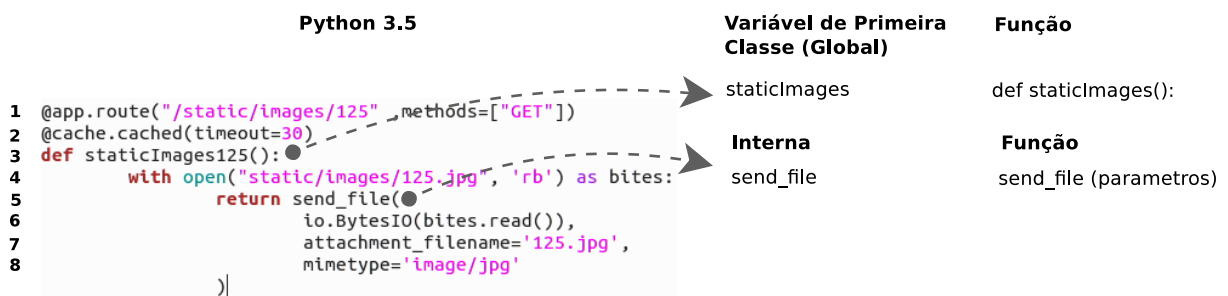 Python 3.5
Variável de Primeira
Classe (Global)
Função
staticImages
def staticImages():
Interna
Função
send_file
send_file (parametros)
1 @app.route("/static/images/125" ,methods=["GET"])
2 @cache.cached(timeout=30)
3 def staticImages125():
4 with open("static/images/125.jpg", 'rb') as bites:
5 return send_file(
6 io.BytesIO(bites.read()),
7 attachment_filename='125.jpg',
8 mimetype='image/jpg'
)